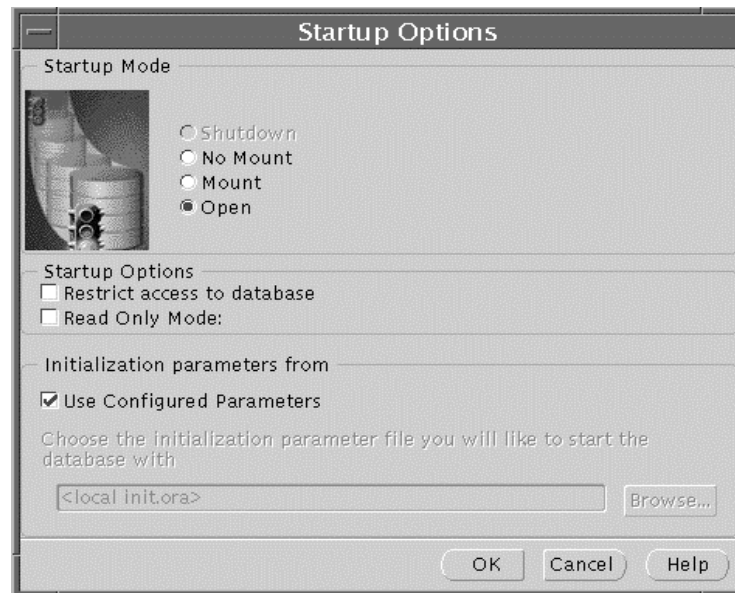 Startup Options
Startup Mode
Shutdown
No Mount
Mount
Open
Startup Options
Restrict access to database
Read Only Mode:
Initialization parameters from
Use Configured Parameters
Choose the initialization parameter file you will like to start the
database with
<local init.ora>
Browse...
OK
Cancel
Help